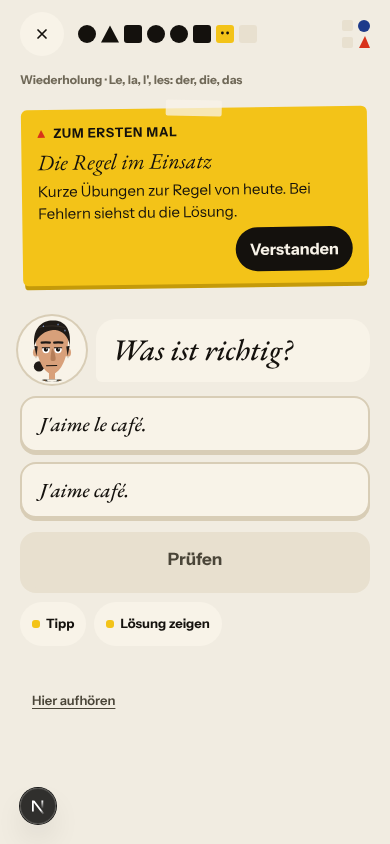 ×
Wiederholung · Le, la, l', les: der, die, das
▲ ZUM ERSTEN MAL
Die Regel im Einsatz
Kurze Übungen zur Regel von heute. Bei
Fehlern siehst du die Lösung.
Verstanden
Was ist richtig?
J'aime le café.
J'aime café.
Prüfen
Tipp
Lösung zeigen
Hier aufhören
N